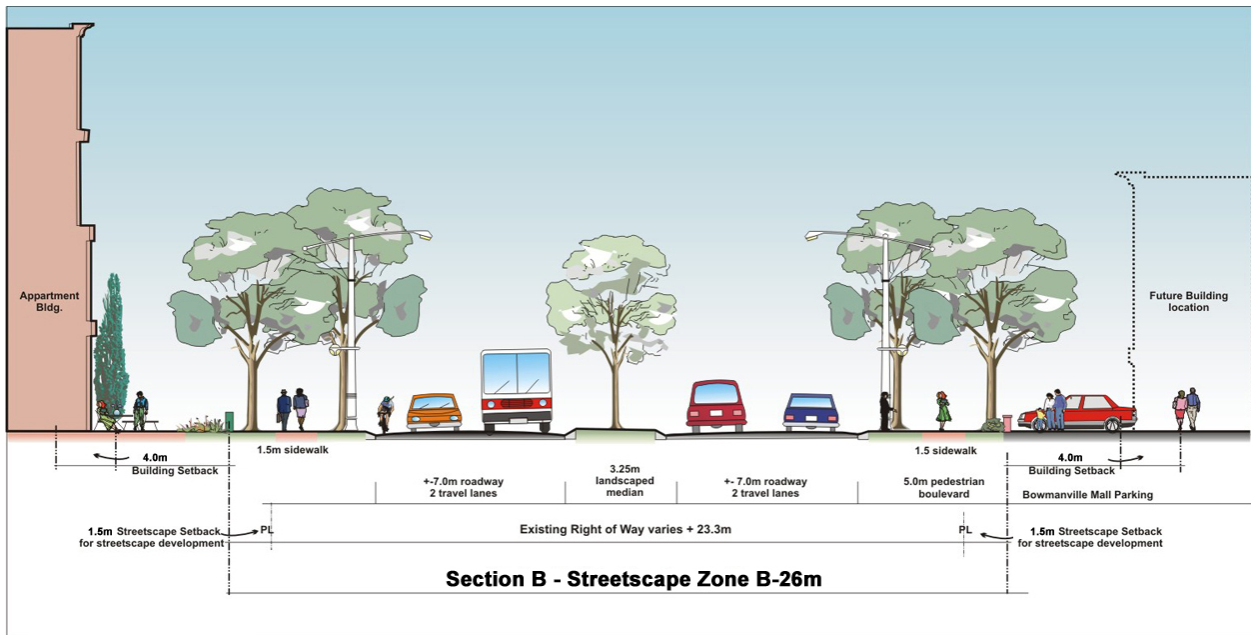 Appartment
Bldg.
Future Building
location
1.5m sidewalk
1.5 sidewalk
4.0m
Building Setback
4.0m
Building Setback
+-7.0m roadway
2 travel lanes
3.25m
landscaped
median
+- 7.0m roadway
2 travel lanes
5.0m pedestrian
boulevard
Bowmanville Mall Parking
1.5m Streetscape Setback
for streetscape development
PL
Existing Right of Way varies + 23.3m
PL
1.5m Streetscape Setback
for streetscape development
Section B - Streetscape Zone B-26m